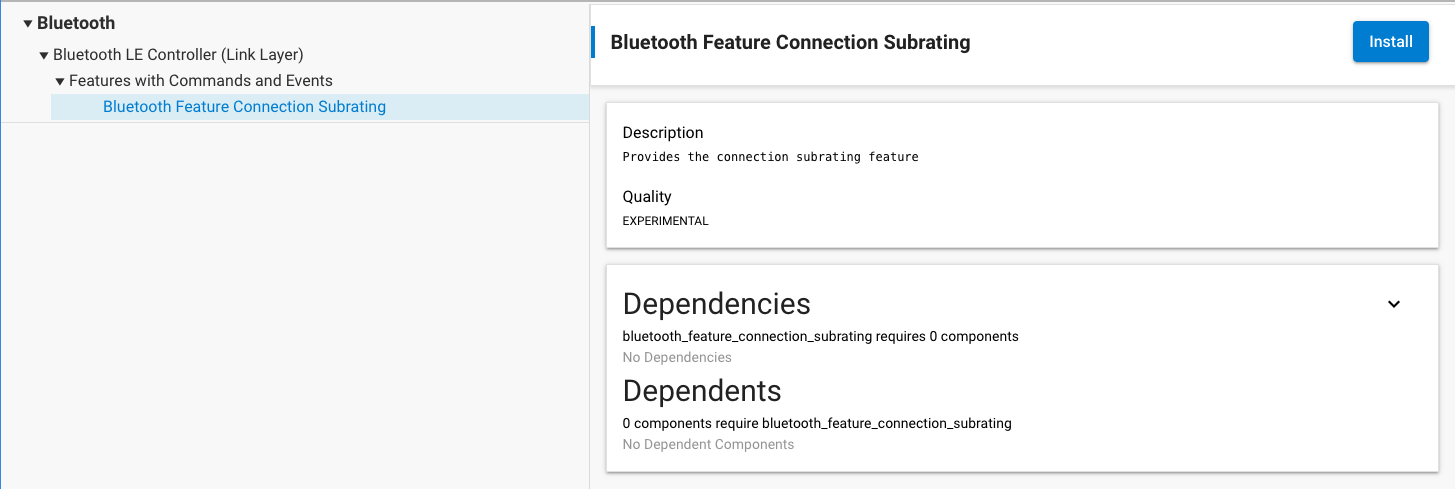 Bluetooth
Bluetooth LE Controller (Link Layer)
Features with Commands and Events
Bluetooth Feature Connection Subrating
Bluetooth Feature Connection Subrating
Install
Description
Provides the connection subrating feature
Quality
EXPERIMENTAL
Dependencies
bluetooth_feature_connection_subrating requires 0 components
No Dependencies
Dependents
0 components require bluetooth_feature_connection_subrating
No Dependent Components